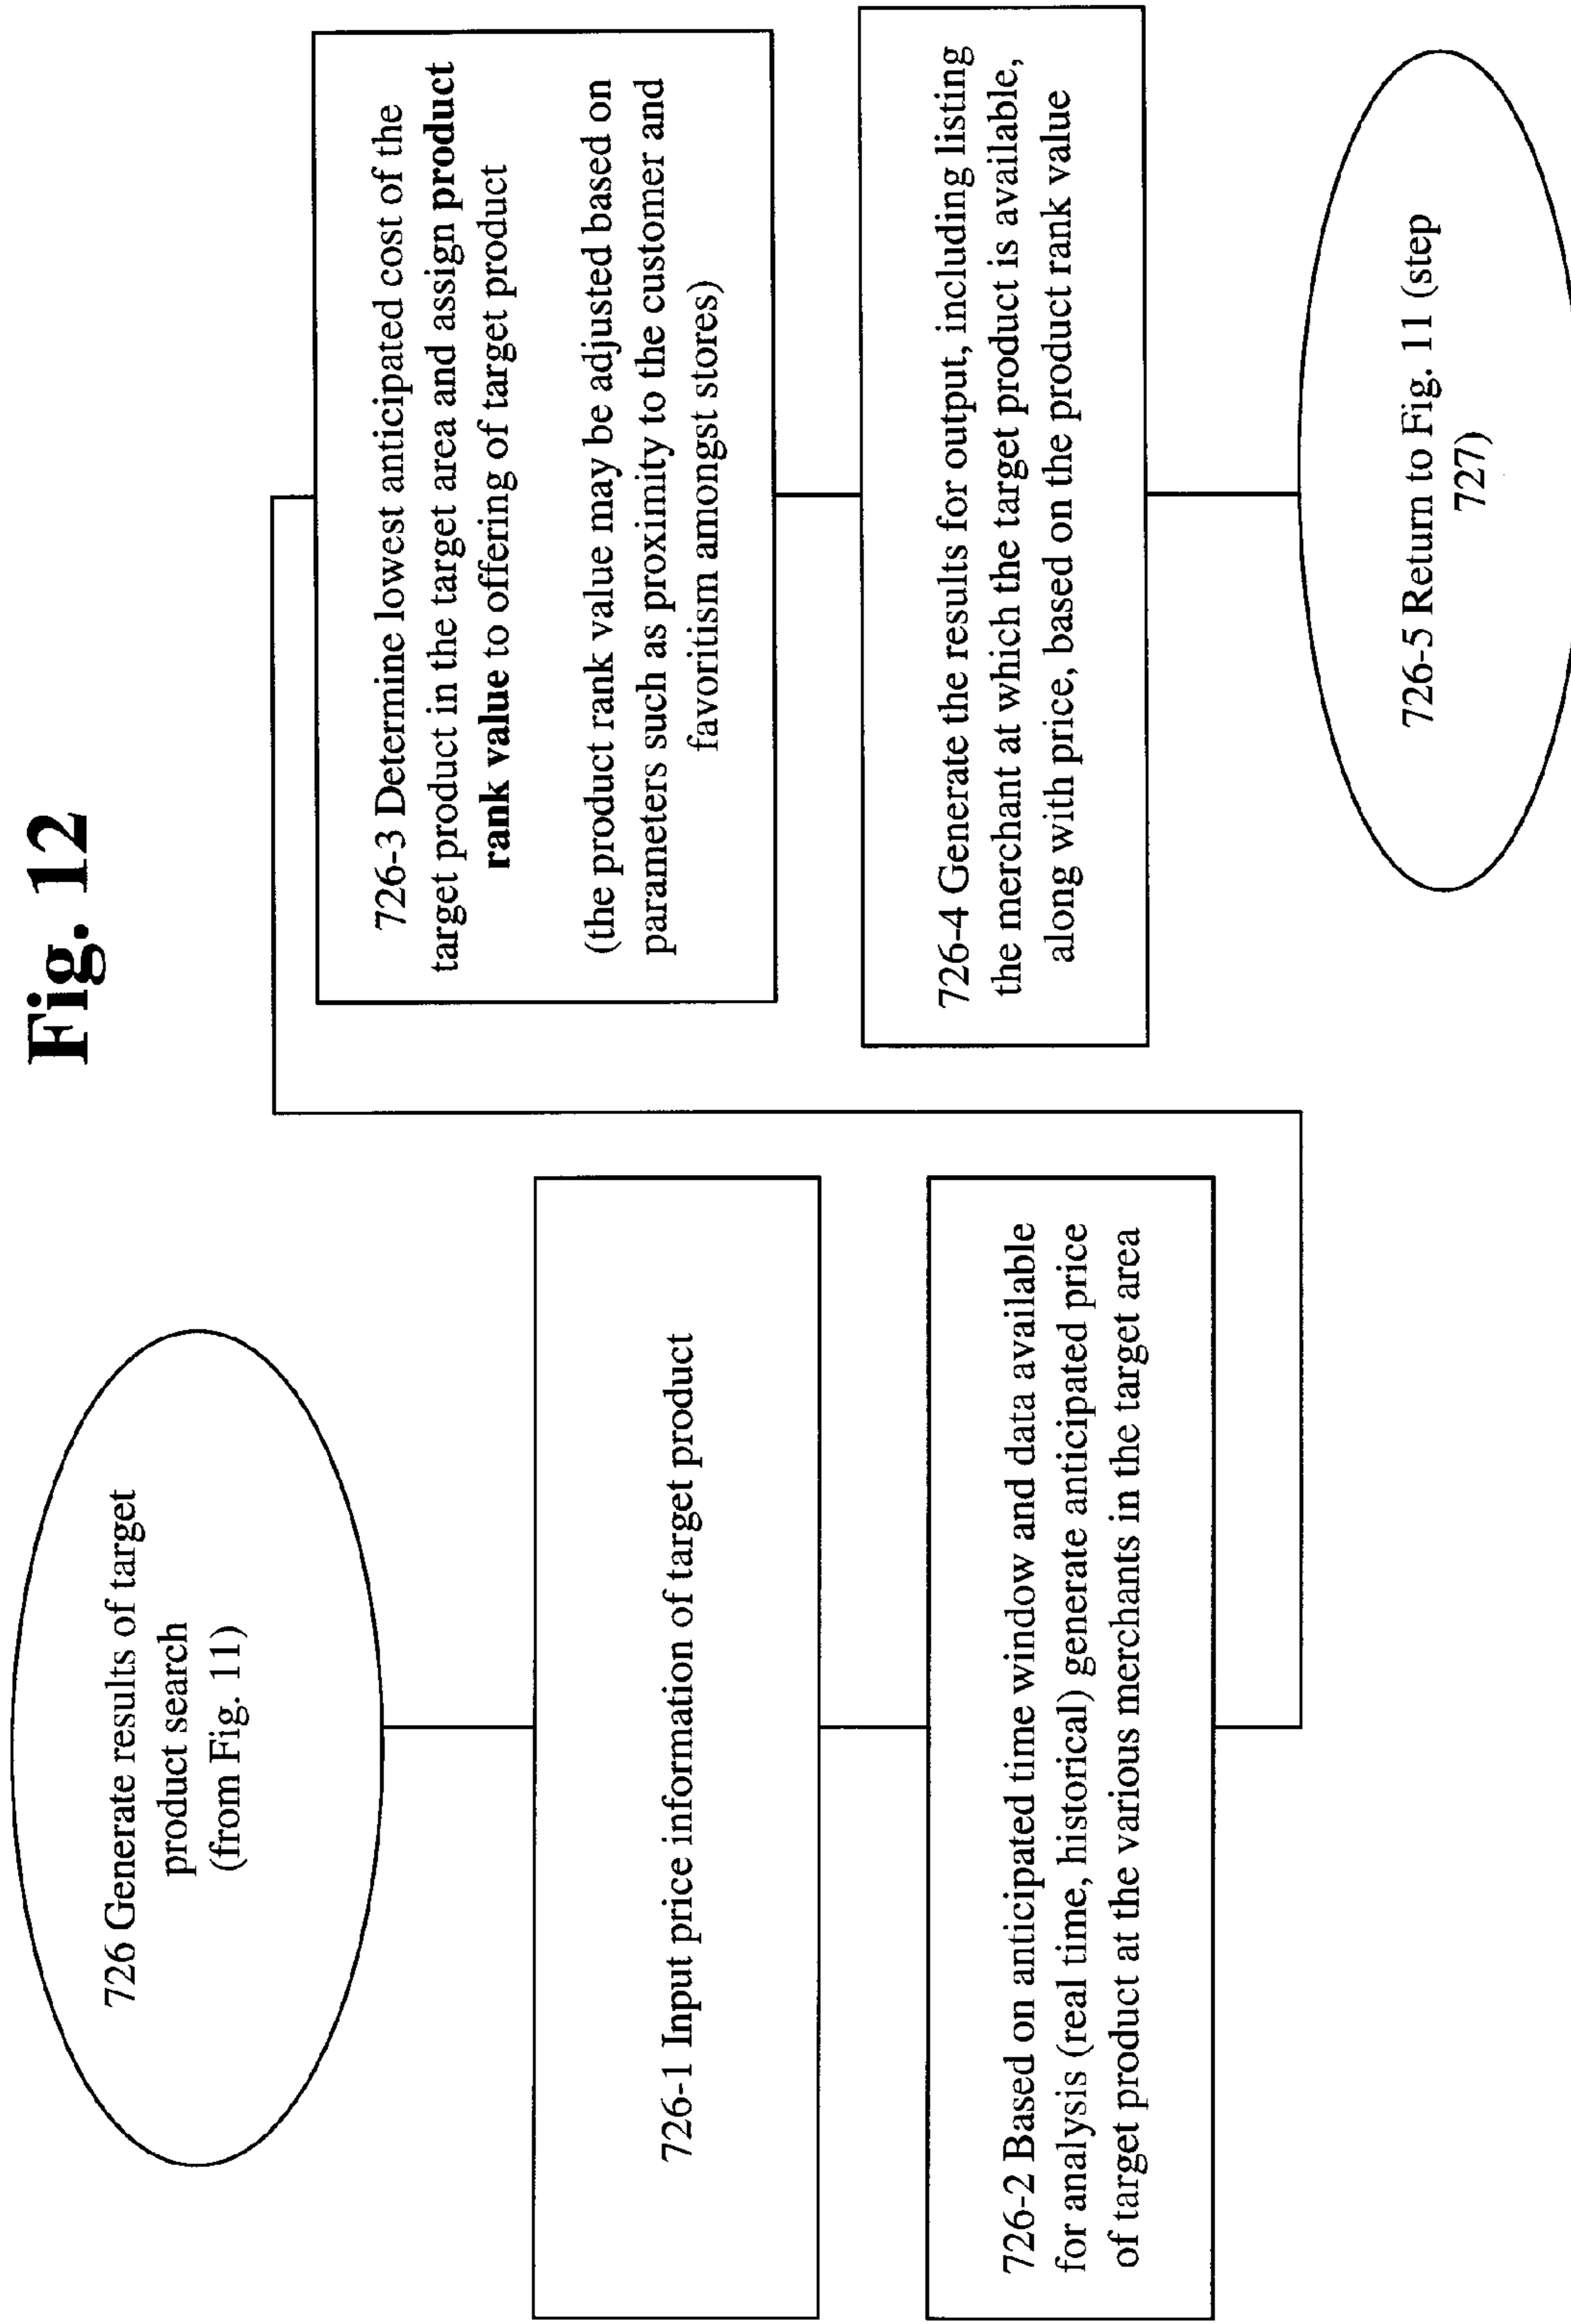 Fig. 12
726 Generate results of target
product search
(from Fig. 11)
726-1 Input price information of target product
726-2 Based on anticipated time window and data available
for analysis (real time, historical) generate anticipated price
of target product at the various merchants in the target area
726-3 Determine lowest anticipated cost of the
target product in the target area and assign product
rank value to offering of target product
(the product rank value may be adjusted based on
parameters such as proximity to the customer and
favoritism amongst stores)
726-4 Generate the results for output, including listing
the merchant at which the target product is available,
along with price, based on the product rank value
726-5 Return to Fig. 11 (step
727)